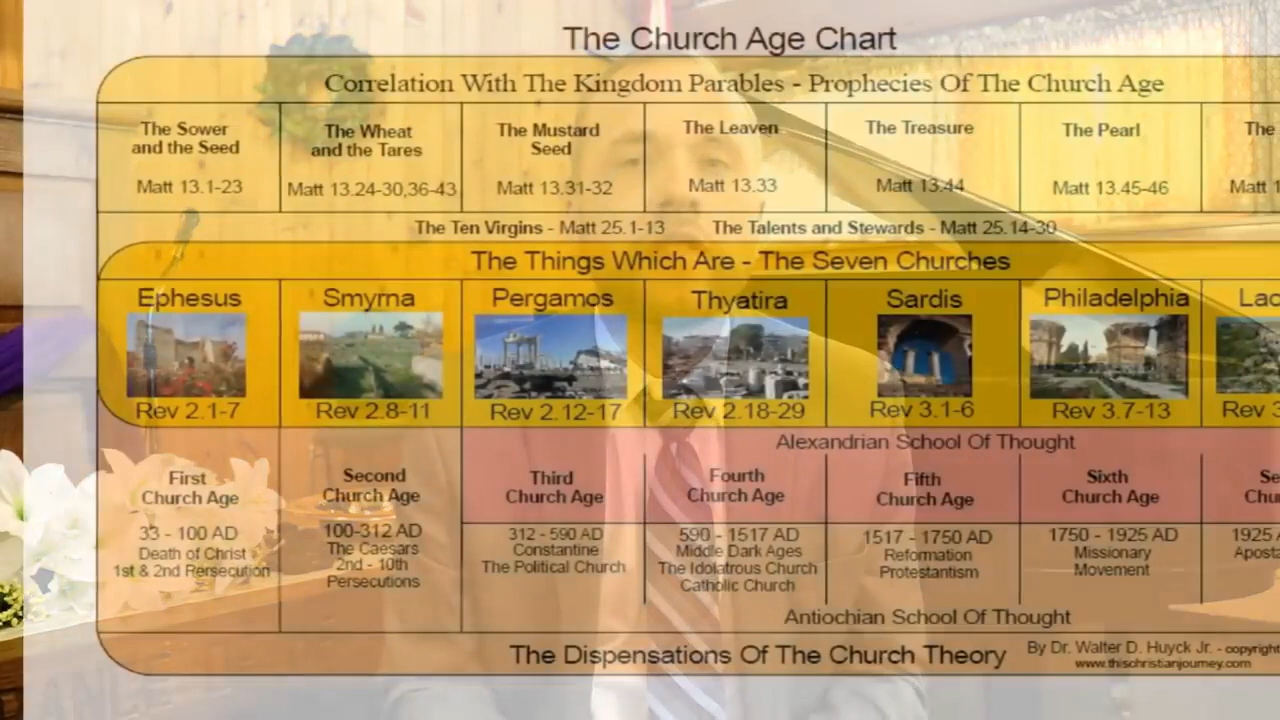 The Church Age Chart
Correlation With The Kingdom Parables - Prophecies Of The Church Age
The Sower
and the Seed
Matt 13.1-23
The Wheat
and the Tares
Matt 13.24-30,36-43
The Mustard
Seed
Matt 13.31-32
The Leaven
Matt 13.33
The Treasure
Matt 13.44
The Pearl
Matt 13.45-46
The
Matt 1
The Ten Virgins - Matt 25.1-13
The Talents and Stewards - Matt 25.14-30
The Things Which Are - The Seven Churches
Ephesus
Rev 2.1-7
Smyrna
Rev 2.8-11
Pergamos
Rev 2.12-17
Thyatira
Rev 2.18-29
Sardis
Rev 3.1-6
Philadelphia
Rev 3.7-13
Lao
Rev 3
Alexandrian School Of Thought
First
Church Age
33 - 100 AD
Death of Christ
1st & 2nd Persecution
Second
Church Age
100-312 AD
The Caesars
2nd - 10th
Persecutions
Third
Church Age
312 - 590 AD
Constantine
The Political Church
Fourth
Church Age
590 - 1517 AD
Middle Dark Ages
The Idolatrous Church
Catholic Church
Fifth
Church Age
1517 - 1750 AD
Reformation
Protestantism
Sixth
Church Age
1750 - 1925 AD
Missionary
Movement
Se
Chu
1925 A
Aposta
Antiochian School Of Thought
The Dispensations Of The Church Theory
By Dr. Walter D. Huyck Jr. - copyright
www.thischristianjourney.com